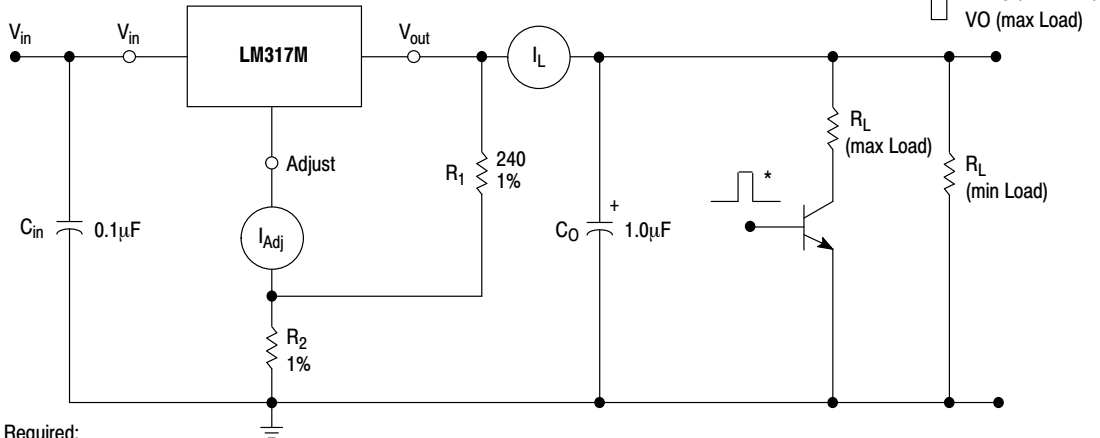 VO (max Load)
Vin
Vin
LM317M
Vout
IL
RL
(max Load)
Adjust
R1
240
1%
RL
(min Load)
*
Cin
0.1μF
IAdj
+
CO
1.0μF
R2
1%
Required: